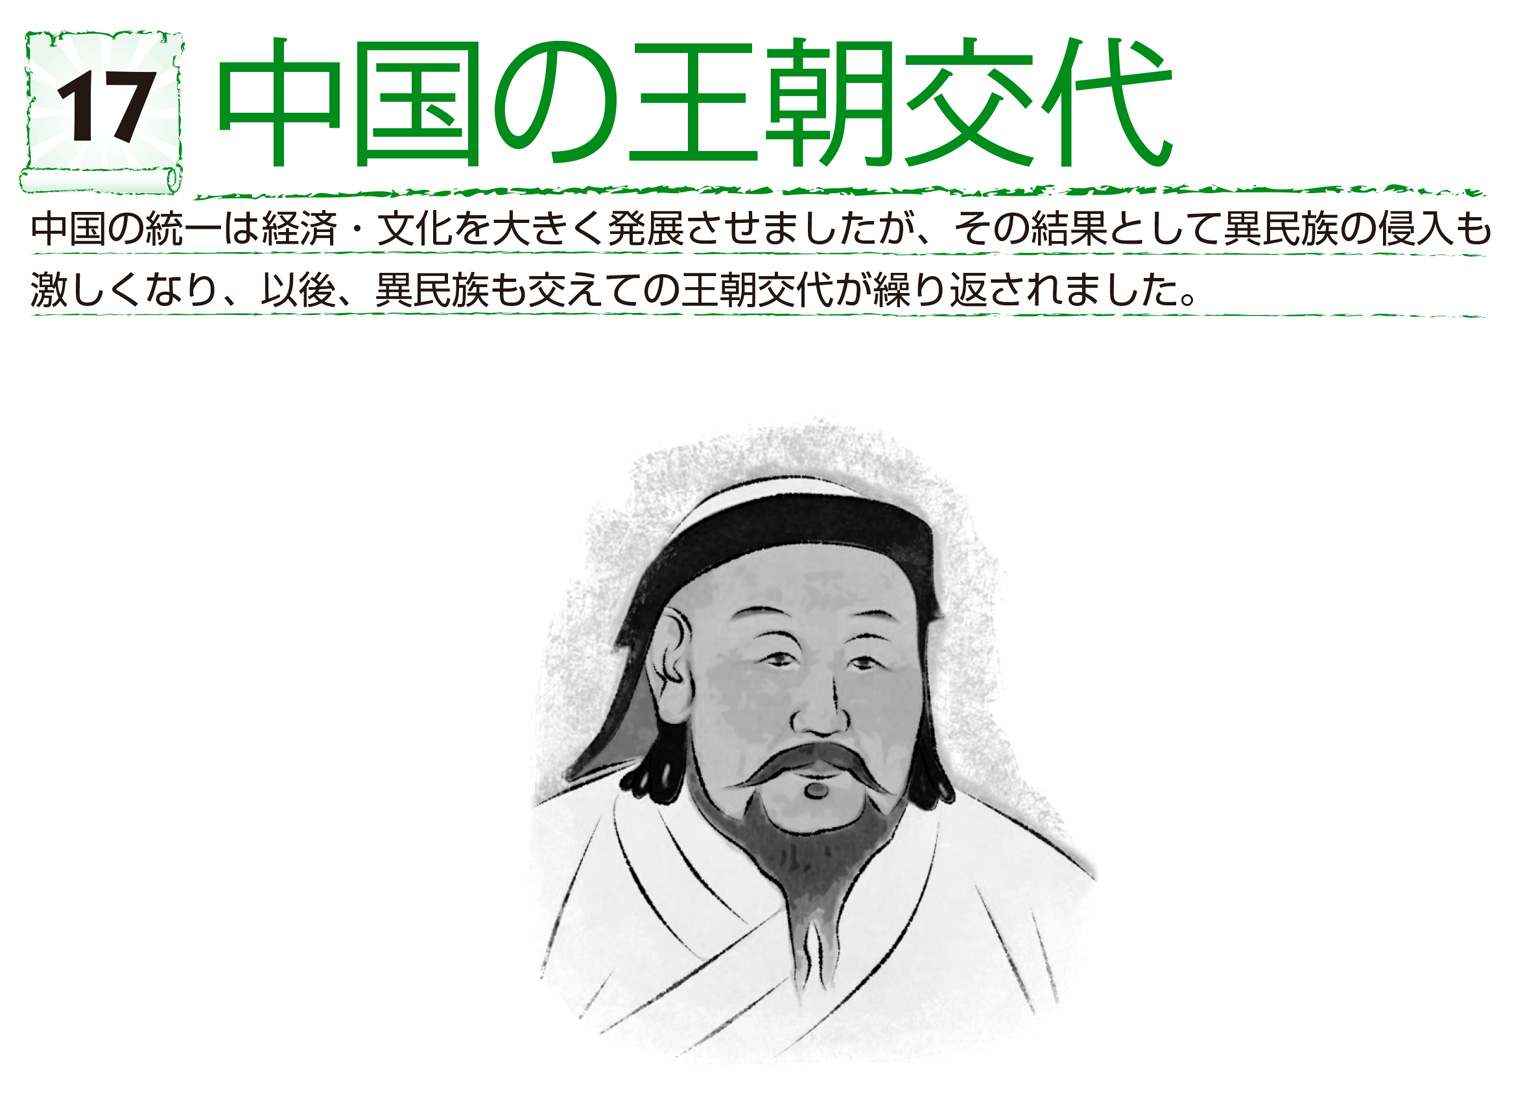 17 中国の王朝交代
中国の統一は経済・文化を大きく発展させましたが、その結果として異民族の侵入も
激しくなり、以後、異民族も交えての王朝交代が繰り返されました。